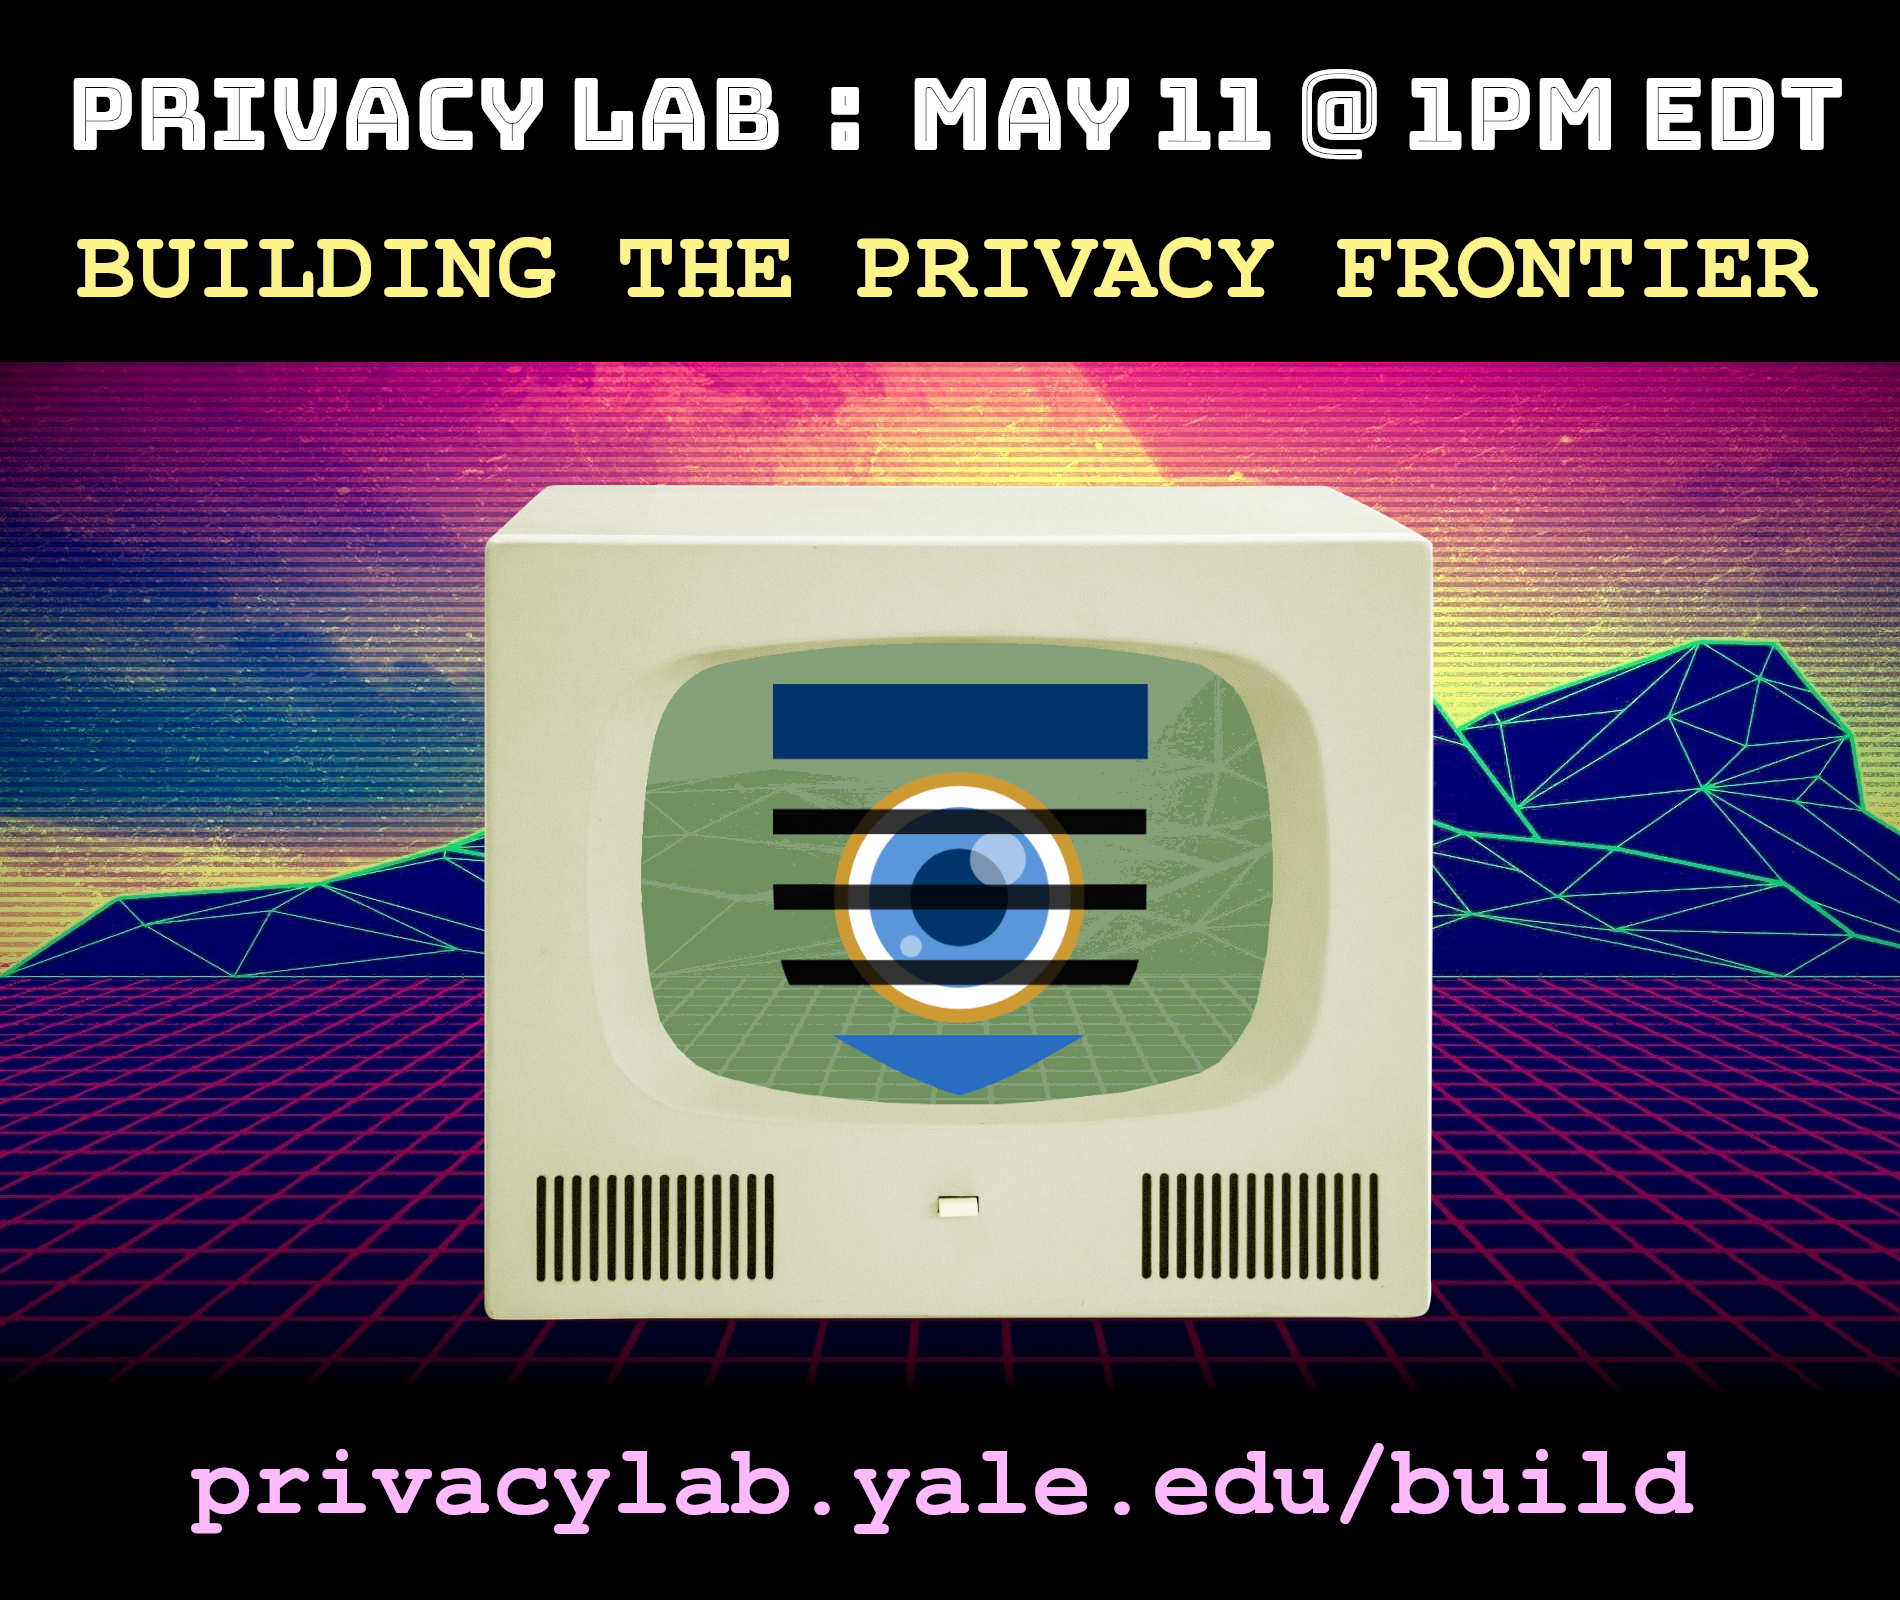 PRIVACY LAB : MAY 11 @ 1PM EDT
BUILDING THE PRIVACY FRONTIER
privacylab.yale.edu/build